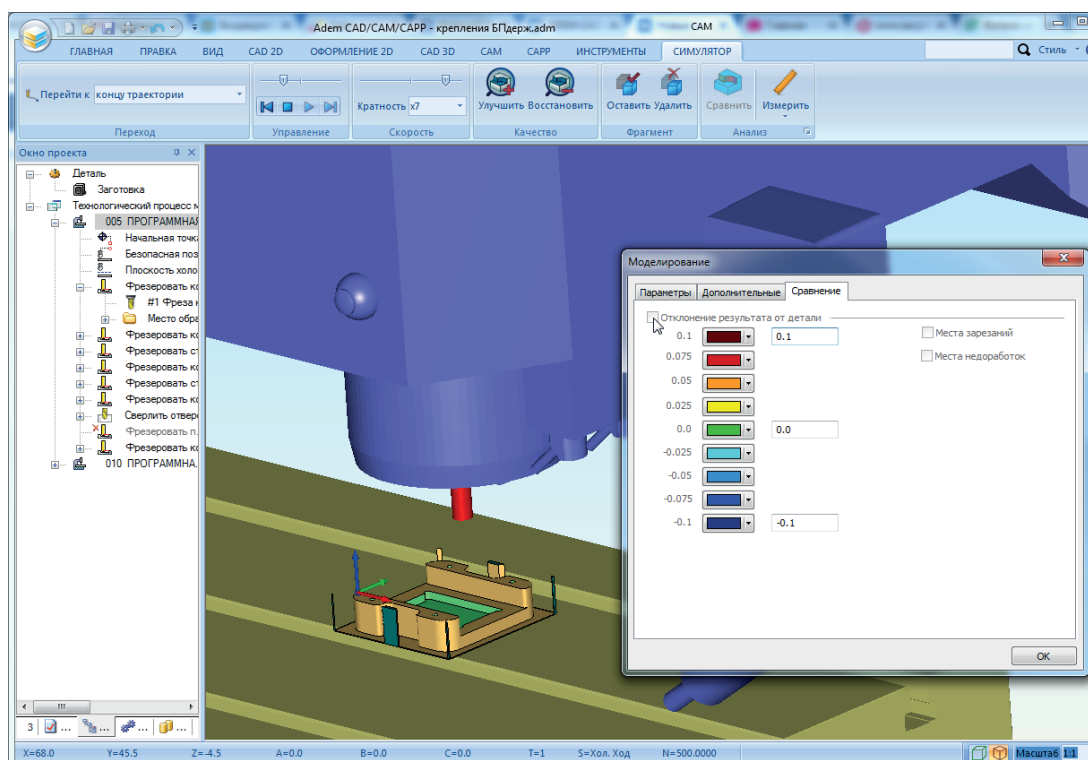 Adem CAD/CAM/CAPP - крепления БПдерж.adm
CAM
ГЛАВНАЯ ПРАВКА ВИД CAD 2D ОФОРМЛЕНИЕ 2D CAD 3D CAM CAPP ИНСТРУМЕНТЫ СИМУЛЯТОР
Стиль
Перейти к концу траектории
Кратность x7
Улучшить Восстановить
Оставить Удалить
Сравнить Измерить
Переход Управление Скорость Качество Фрагмент Анализ
Окно проекта
Деталь
Заготовка
Технологический процесс м
005 ПРОГРАММНАЯ
Начальная точк
Безопасная поз
Плоскость холо
Фрезеровать ко
#1 Фреза к
Место обра
Фрезеровать ко
Фрезеровать ст
Фрезеровать ко
Фрезеровать ст
Фрезеровать ко
Сверлить отвер
Фрезеровать п...
Фрезеровать ко
010 ПРОГРАММНА...
3 ... ... ... ...
Моделирование
Параметры Дополнительные Сравнение
Отклонение результата от детали
0.1 0.1
Места зарезаний
0.075
Места недоработок
0.05
0.025
0.0 0.0
-0.025
-0.05
-0.075
-0.1 -0.1
OK
X=68.0 Y=45.5 Z=-4.5 A=0.0 B=0.0 C=0.0 T=1 S=Хол. Ход N=500.0000
Масштаб 1:1